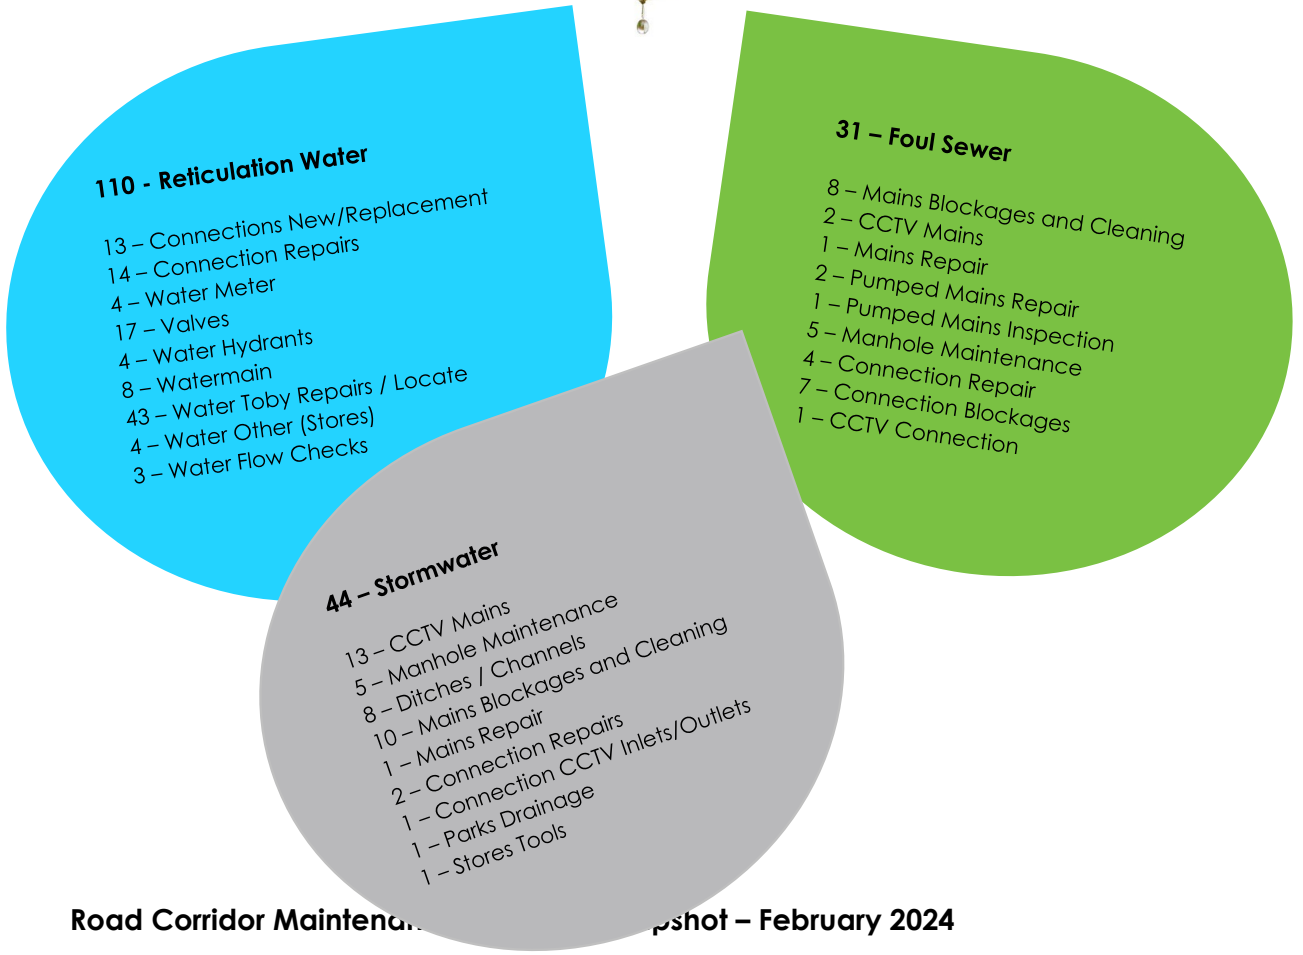 110 - Reticulation Water
13 – Connections New/Replacement
14 – Connection Repairs
4 – Water Meter
17 – Valves
4 – Water Hydrants
8 – Watermain
43 – Water Toby Repairs / Locate
4 – Water Other (Stores)
3 – Water Flow Checks
31 – Foul Sewer
8 – Mains Blockages and Cleaning
2 – CCTV Mains
1 – Mains Repair
2 – Pumped Mains Repair
1 – Pumped Mains Inspection
5 – Manhole Maintenance
4 – Connection Repair
7 – Connection Blockages
1 – CCTV Connection
44 – Stormwater
13 – CCTV Mains
5 – Manhole Maintenance
8 – Ditches / Channels
10 – Mains Blockages and Cleaning
1 – Mains Repair
2 – Connection Repairs
1 – Connection CCTV Inlets/Outlets
1 – Parks Drainage
1 – Stores Tools
Road Corridor – February 2024